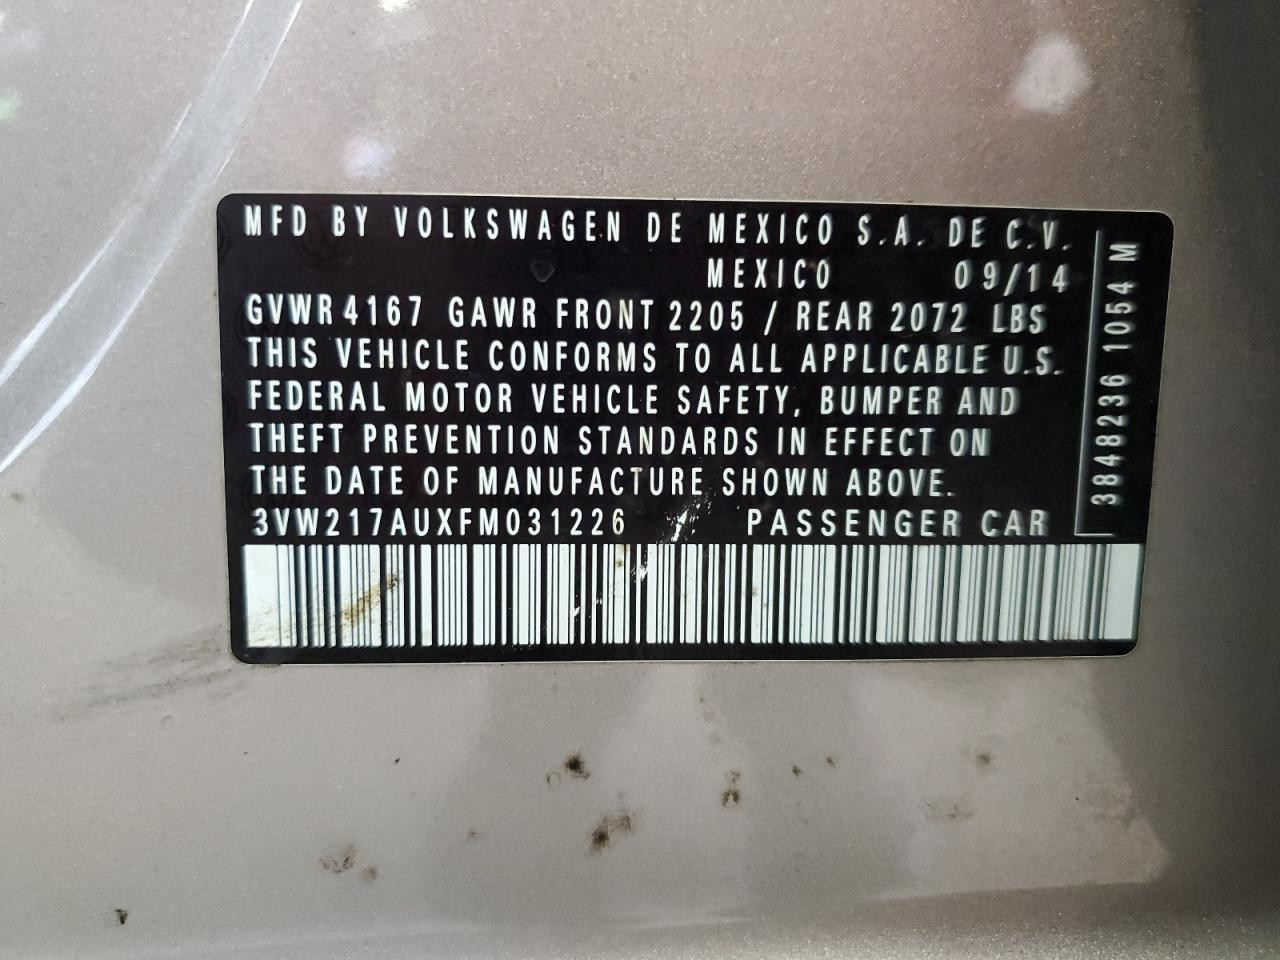 MFD BY VOLKSWAGEN DE MEXICO S.A. DE C.V.
MEXICO 09/14
GVWR 4167 GAWR FRONT 2205 / REAR 2072 LBS
THIS VEHICLE CONFORMS TO ALL APPLICABLE U.S.
FEDERAL MOTOR VEHICLE SAFETY, BUMPER AND
THEFT PREVENTION STANDARDS IN EFFECT ON
THE DATE OF MANUFACTURE SHOWN ABOVE.
3VW217AUXFM031226 PASSENGER CAR
3848236 1054 M